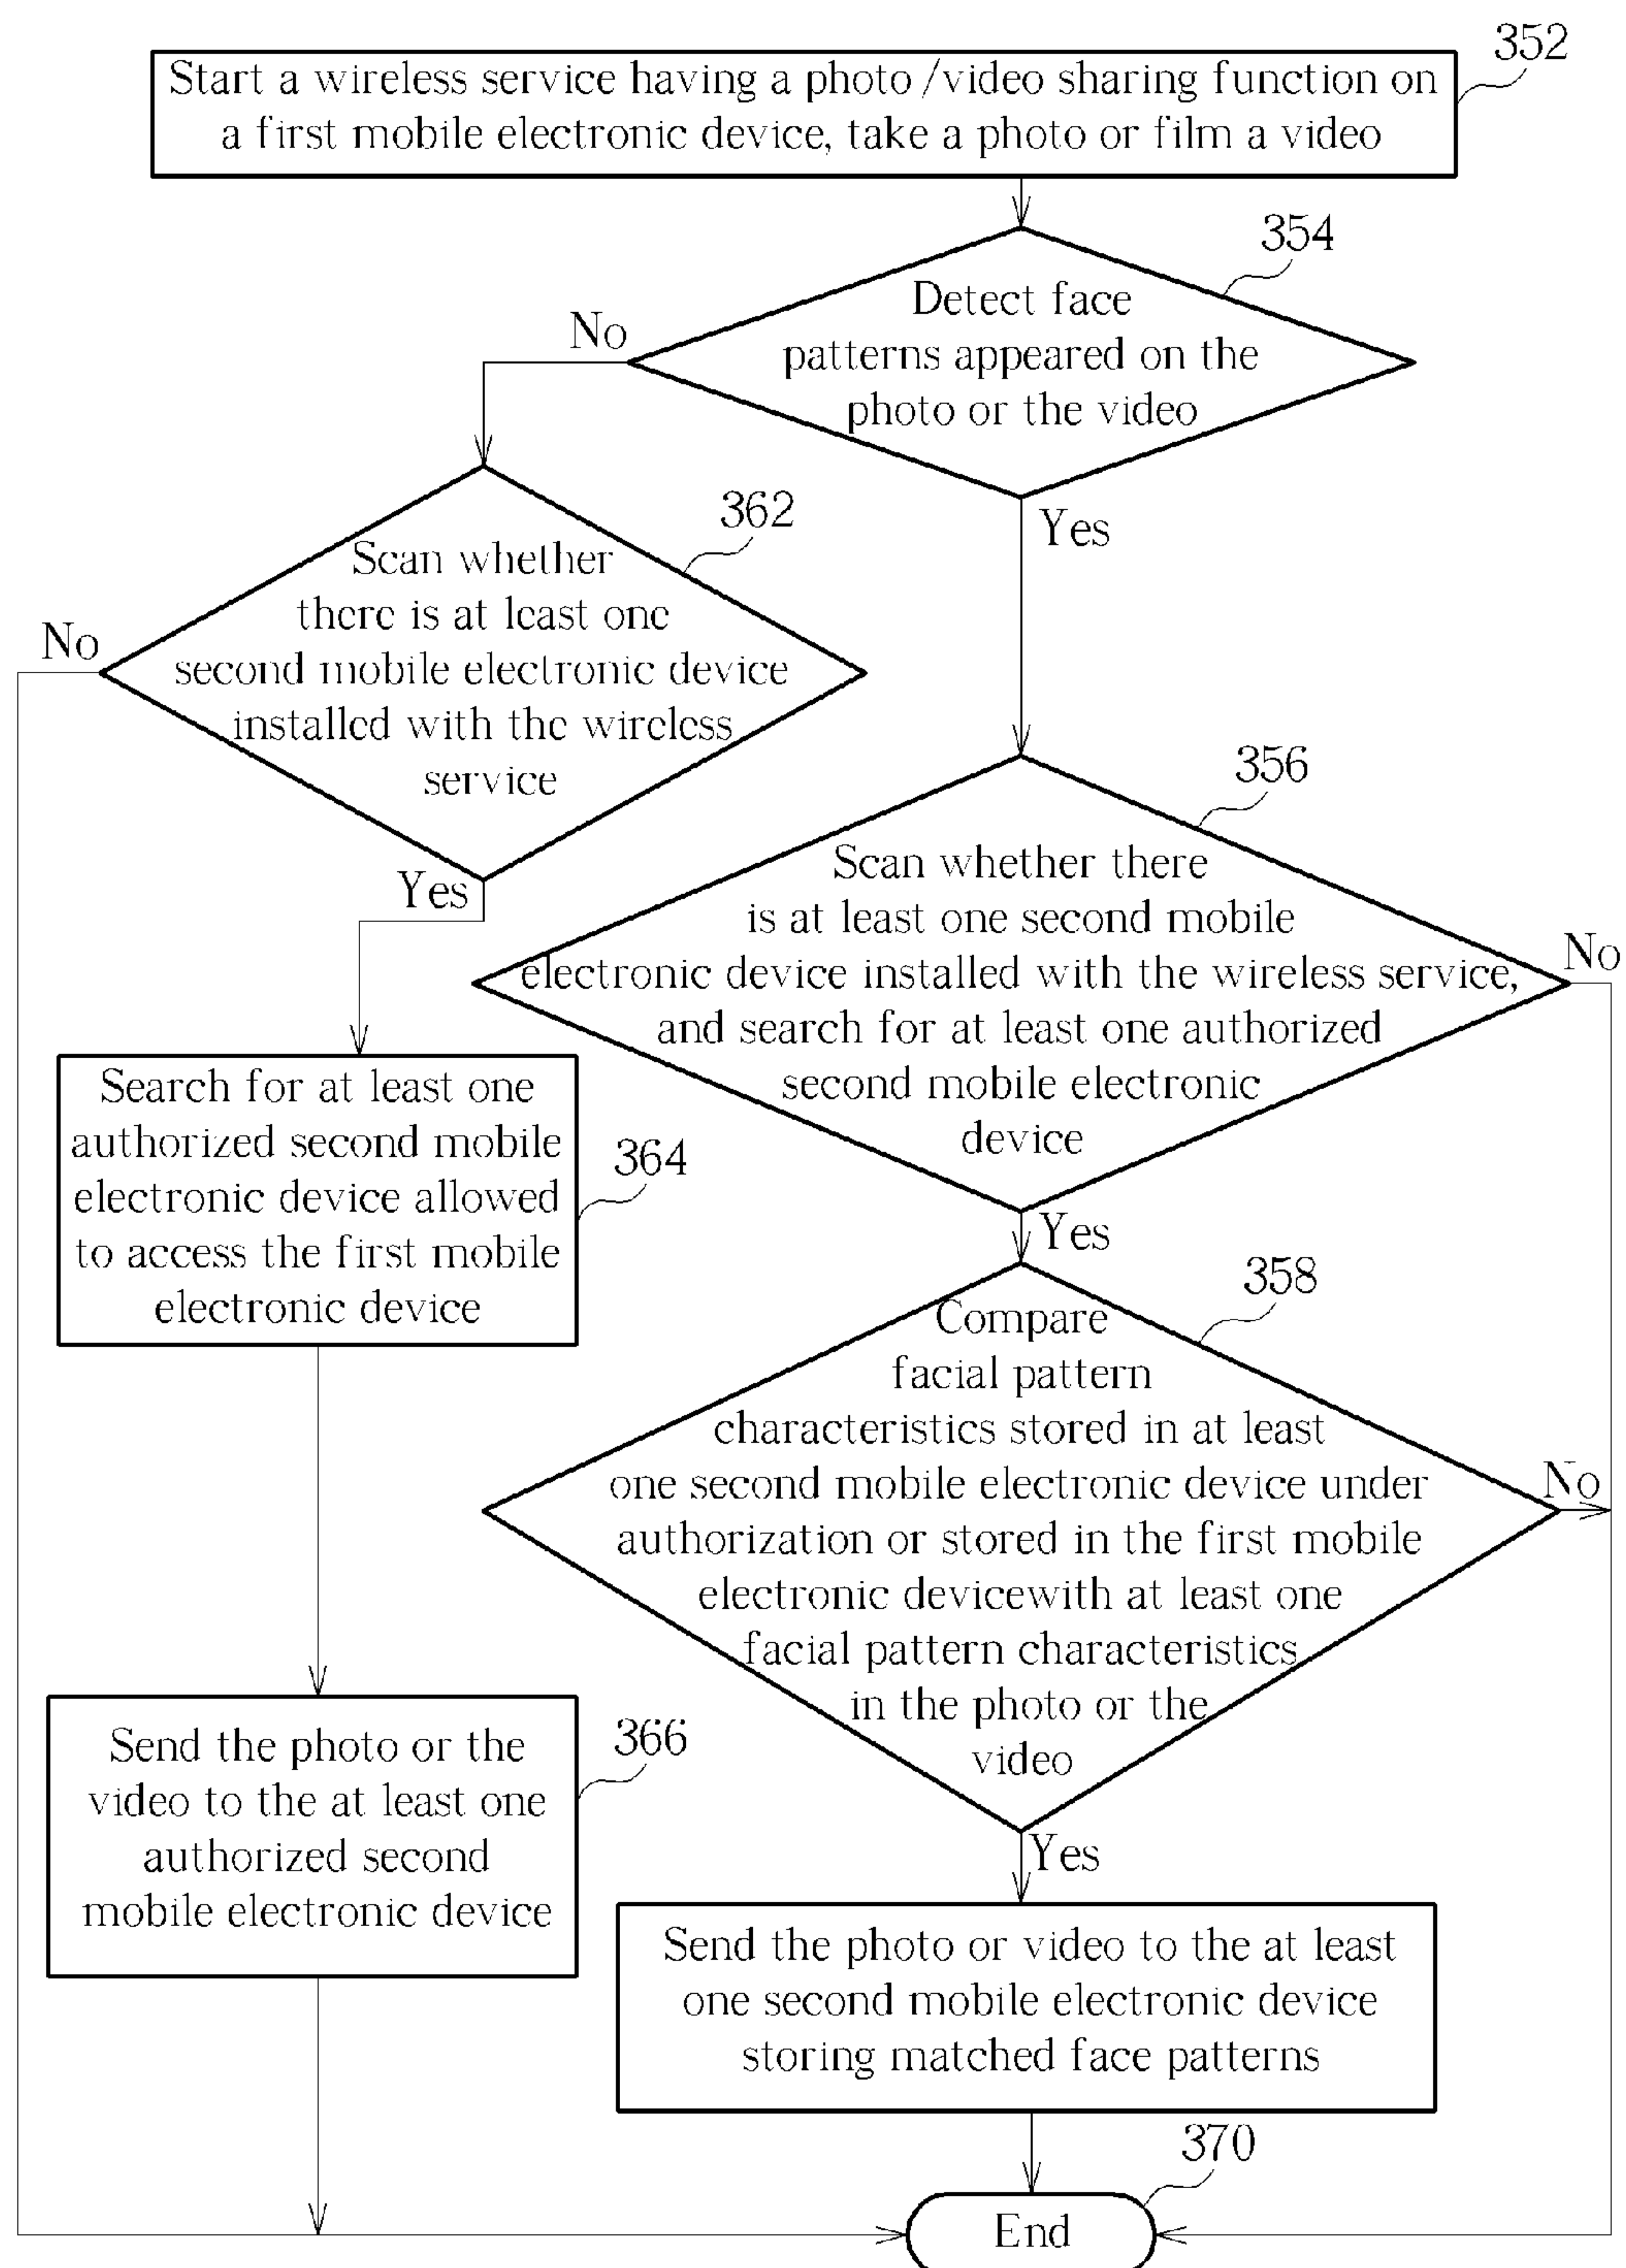 352
Start a wireless service having a photo/video sharing function on
a first mobile electronic device, take a photo or film a video
354
Detect face
patterns appeared on the
photo or the video
No
Yes
362
Scan whether
there is at least one
second mobile electronic device
installed with the wireless
service
No
Yes
356
Scan whether there
is at least one second mobile
electronic device installed with the wireless service,
and search for at least one authorized
second mobile electronic
device
No
Yes
Search for at least one
authorized second mobile
electronic device allowed
to access the first mobile
electronic device
364
358
Compare
facial pattern
characteristics stored in at least
one second mobile electronic device under
authorization or stored in the first mobile
electronic devicewith at least one
facial pattern characteristics
in the photo or the
video
No
Yes
Send the photo or the
video to the at least one
authorized second
mobile electronic device
366
Send the photo or video to the at least
one second mobile electronic device
storing matched face patterns
370
End